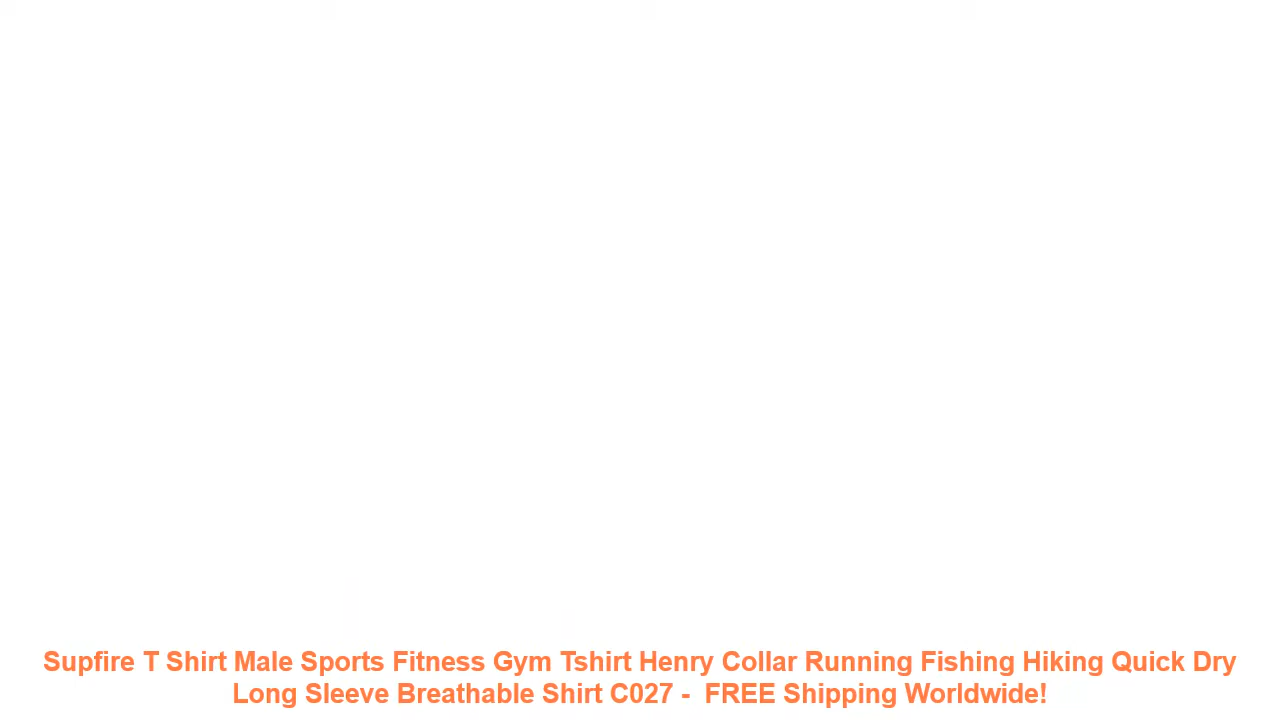 Supfire T Shirt Male Sports Fitness Gym Tshirt Henry Collar Running Fishing Hiking Quick Dry
Long Sleeve Breathable Shirt C027 -  FREE Shipping Worldwide!